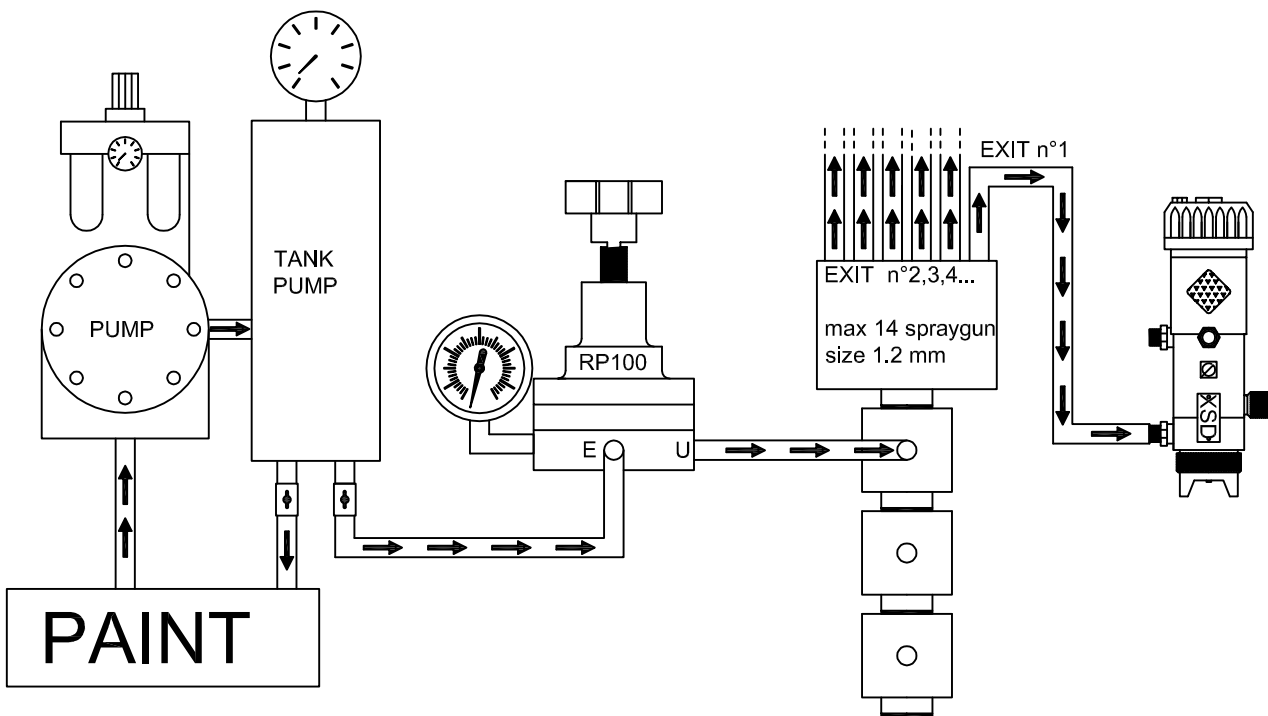 EXIT n°1
TANK
PUMP
EXIT n°2,3,4...
PUMP
max 14 spraygun
size 1.2 mm
RP100
E
U
XSD
PAINT